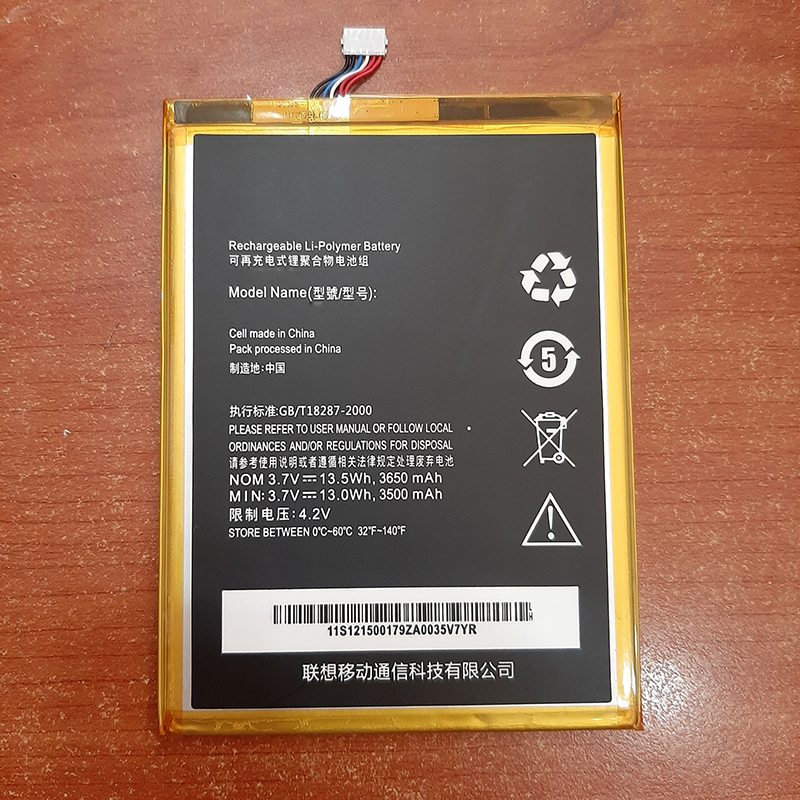 Rechargeable Li-Polymer Battery
可再充电式锂聚合物电池组
Model Name(型號/型号):
Cell made in China
Pack processed in China
制造地:中国
5
执行标准:GB/T18287-2000
PLEASE REFER TO USER MANUAL OR FOLLOW LOCAL
ORDINANCES AND/OR REGULATIONS FOR DISPOSAL
请参考使用说明或者遵循相关法律规定处理废弃电池
NOM 3.7V⎓13.5Wh, 3650 mAh
MIN: 3.7V⎓13.0Wh, 3500 mAh
限制电压: 4.2V
STORE BETWEEN 0°C~60°C 32°F~140°F
11S121500179ZA0035V7YR
联想移动通信科技有限公司